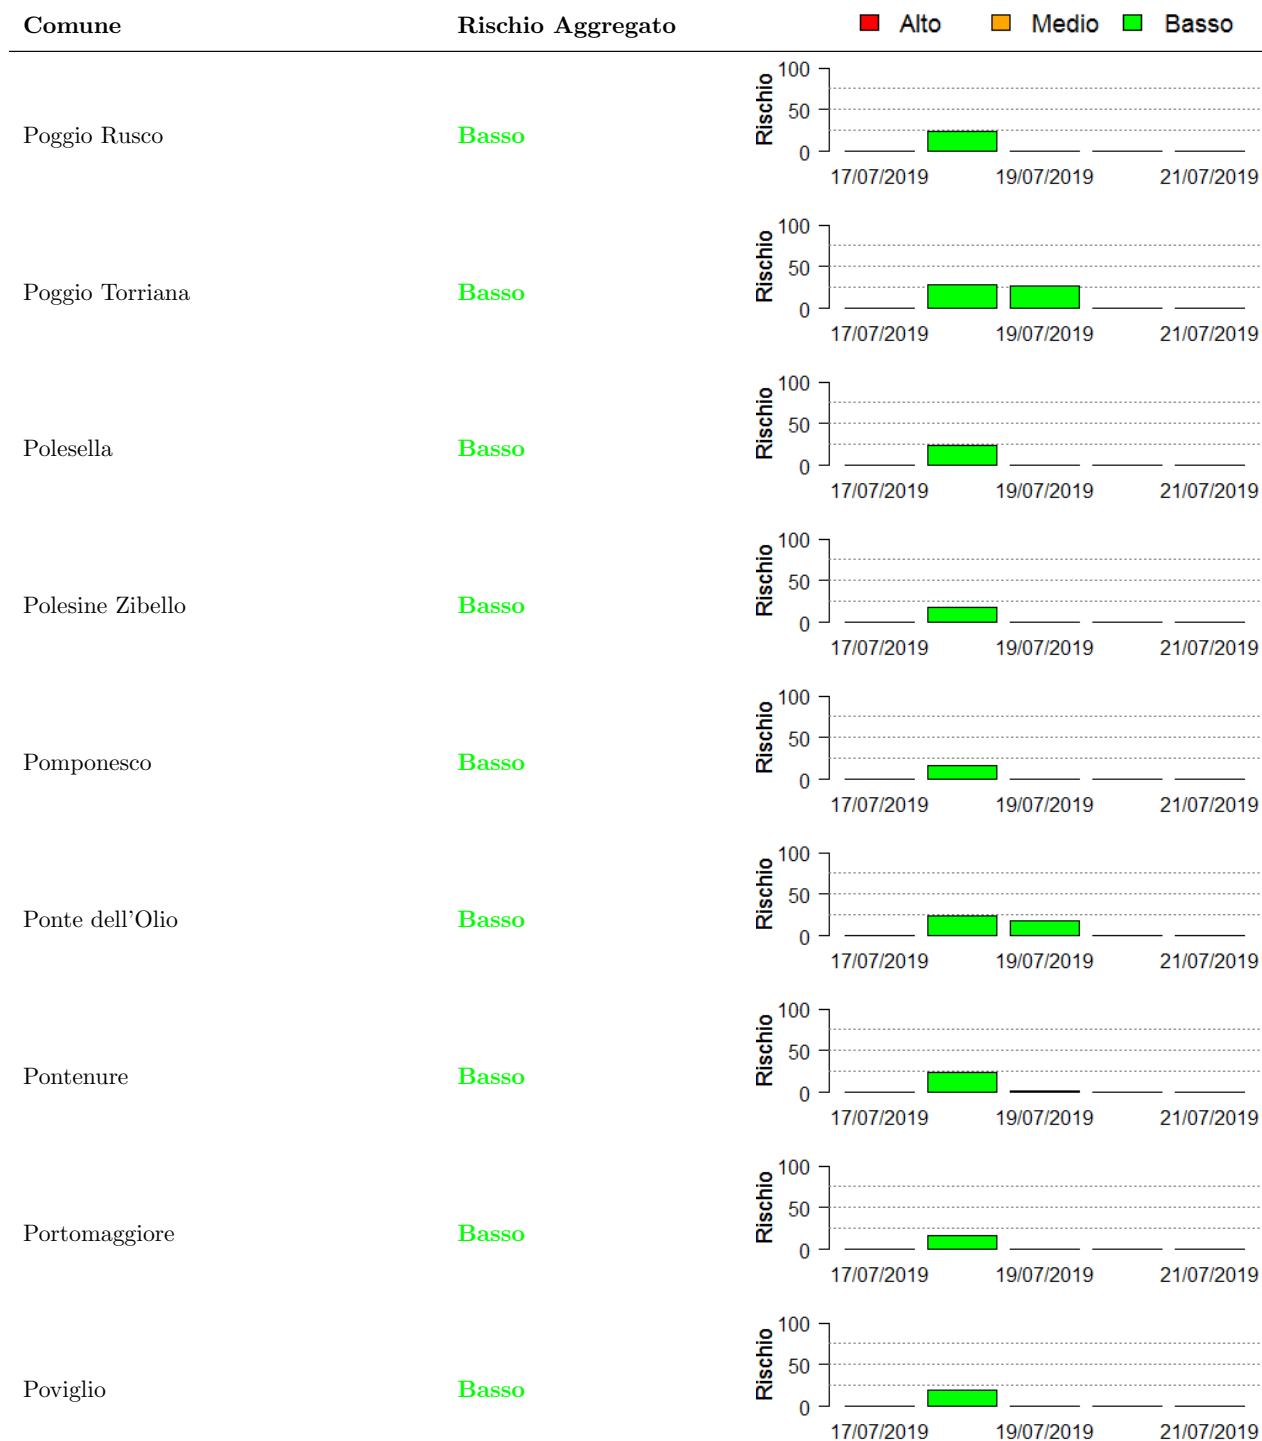 Comune Rischio Aggregato Alto Medio Basso
100
50
0
Rischio
Poggio Rusco Basso
17/07/2019 19/07/2019 21/07/2019
100
50
0
Rischio
Poggio Torriana Basso
17/07/2019 19/07/2019 21/07/2019
100
50
0
Rischio
Polesella Basso
17/07/2019 19/07/2019 21/07/2019
100
50
0
Rischio
Polesine Zibello Basso
17/07/2019 19/07/2019 21/07/2019
100
50
0
Rischio
Pomponesco Basso
17/07/2019 19/07/2019 21/07/2019
100
50
0
Rischio
Ponte dell'Olio Basso
17/07/2019 19/07/2019 21/07/2019
100
50
0
Rischio
Pontenure Basso
17/07/2019 19/07/2019 21/07/2019
100
50
0
Rischio
Portomaggiore Basso
17/07/2019 19/07/2019 21/07/2019
100
50
0
Rischio
Poviglio Basso
17/07/2019 19/07/2019 21/07/2019